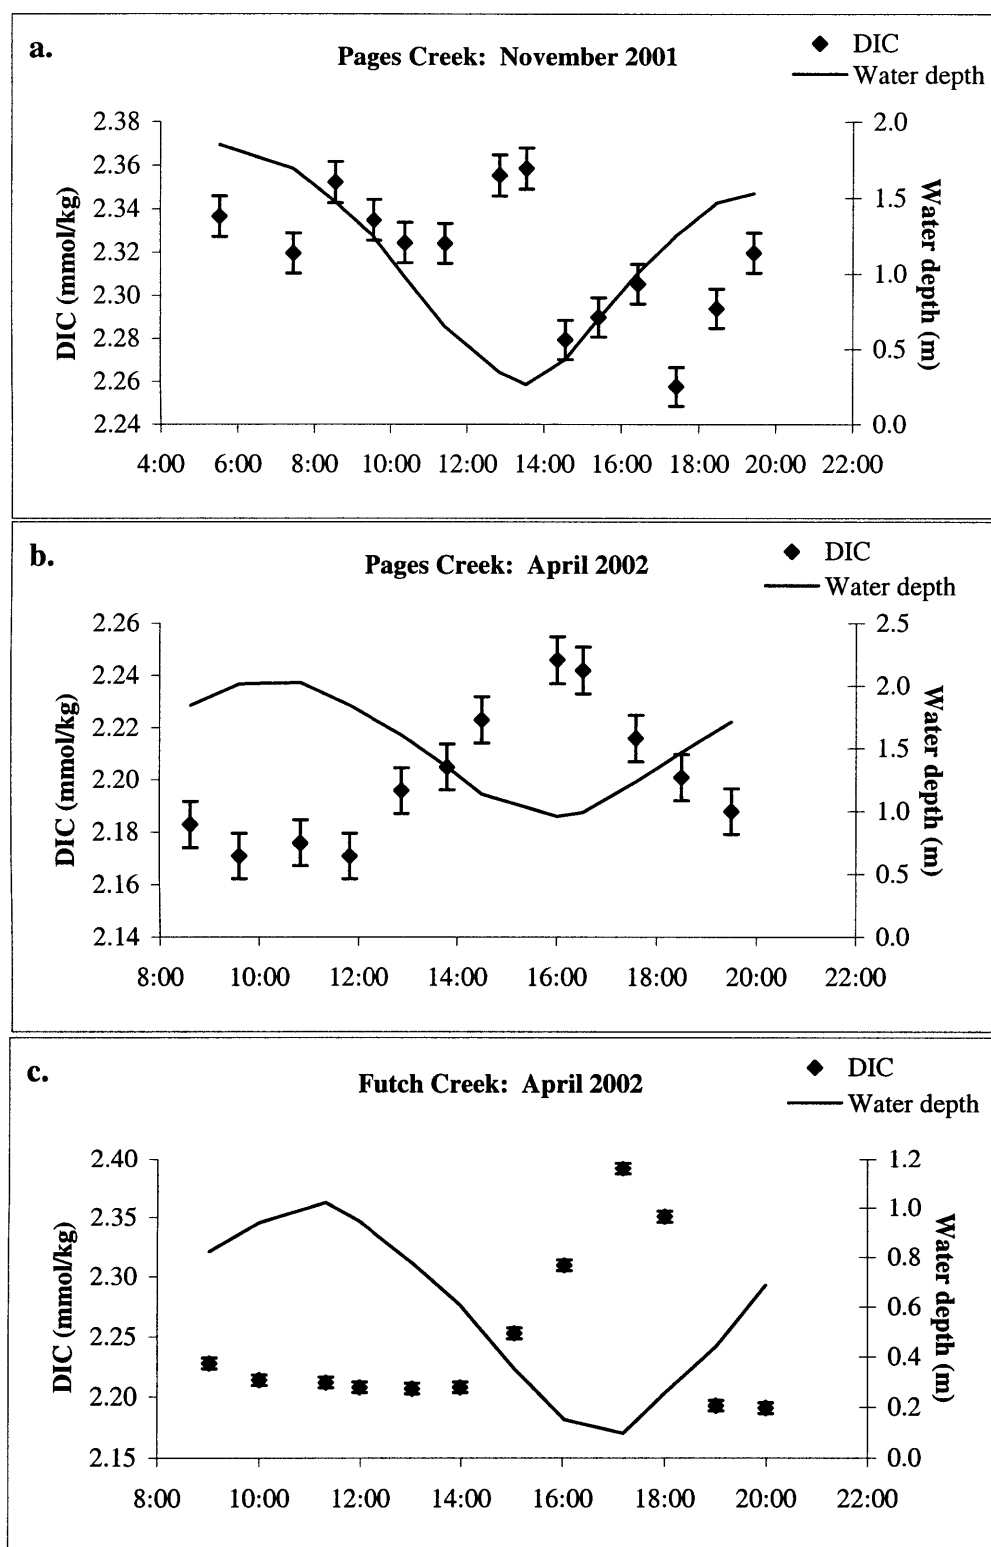 a.
Pages Creek: November 2001
DIC
Water depth
2.38
2.36
2.34
2.32
2.30
2.28
2.26
2.24
DIC (mmol/kg)
2.0
1.5
1.0
0.5
0.0
Water depth (m)
4:00 6:00 8:00 10:00 12:00 14:00 16:00 18:00 20:00 22:00
b.
Pages Creek: April 2002
DIC
Water depth
2.26
2.24
2.22
2.20
2.18
2.16
2.14
DIC (mmol/kg)
2.5
2.0
1.5
1.0
0.5
0.0
Water depth (m)
8:00 10:00 12:00 14:00 16:00 18:00 20:00 22:00
c.
Futch Creek: April 2002
DIC
Water depth
2.40
2.35
2.30
2.25
2.20
2.15
DIC (mmol/kg)
1.2
1.0
0.8
0.6
0.4
0.2
0.0
Water depth (m)
8:00 10:00 12:00 14:00 16:00 18:00 20:00 22:00